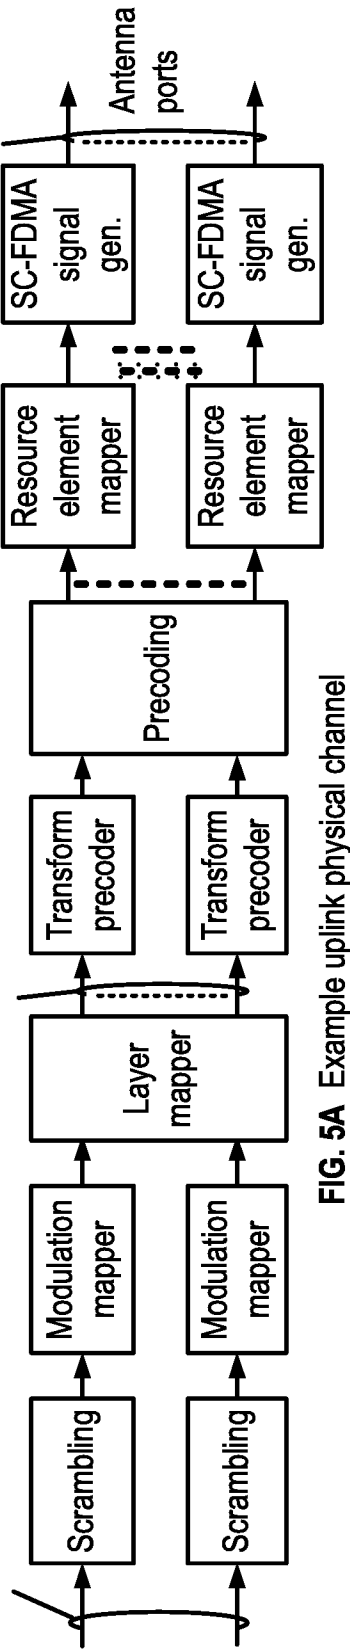 Scrambling
Scrambling
Modulation
mapper
Modulation
mapper
Layer
mapper
Transform
precoder
Transform
precoder
Precoding
Resource
element
mapper
Resource
element
mapper
SC-FDMA
signal
gen.
SC-FDMA
signal
gen.
Antenna
ports
FIG. 5A Example uplink physical channel